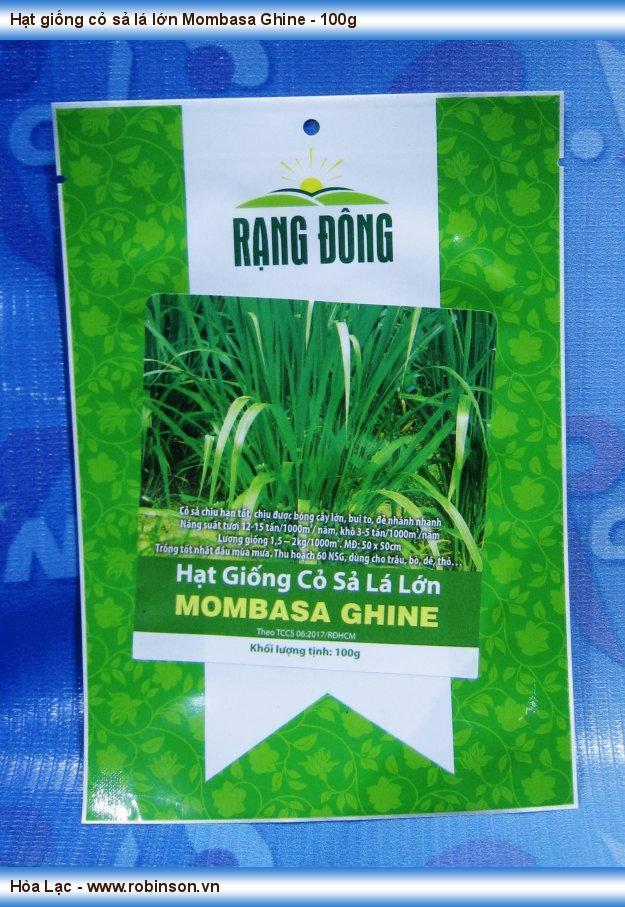 Hạt giống cỏ sả lá lớn Mombasa Ghine - 100g
RẠNG ĐÔNG
Cỏ sả chịu hạn tốt, chịu được bóng cây lớn, bụi to, đẻ nhánh nhanh
Năng suất tươi 12-15 tấn/1000m²/ năm, khô 3-5 tấn/1000m²/năm
Lượng giống 1,5 – 2kg/1000m². MĐ: 50 x 50cm
Trồng tốt nhất đầu mùa mưa. Thu hoạch 60 NSG, dùng cho trâu, bò, dê, thỏ…
Hạt Giống Cỏ Sả Lá Lớn
MOMBASA GHINE
Theo TCCS 06:2017/RĐHCM
Khối lượng tịnh: 100g
Hòa Lạc - www.robinson.vn